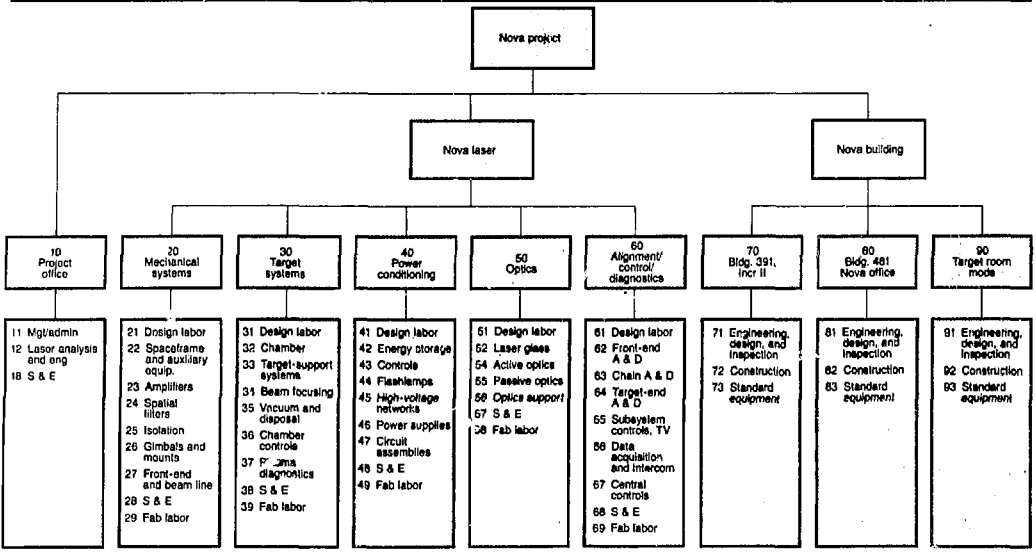 Nova project
Nova laser
Nova building
10
Project
office
20
Mechanical
systems
30
Target
systems
40
Power
conditioning
50
Optics
60
Alignment/
control/
diagnostics
70
Bldg. 391,
Incr II
80
Bldg. 481
Nova office
90
Target room
mods
11 Mgt/admin
12 Laser analysis
and eng
18 S & E
21 Design labor
22 Spaceframe
and auxiliary
equip.
23 Amplifiers
24 Spatial
filters
25 Isolation
26 Gimbals and
mounts
27 Front-end
and beam line
28 S & E
29 Fab labor
31 Design labor
32 Chamber
33 Target-support
systems
34 Beam focusing
35 Vacuum and
disposal
36 Chamber
controls
37 Plasma
diagnostics
38 S & E
39 Fab labor
41 Design labor
42 Energy storage
43 Controls
44 Flashlamps
45 High-voltage
networks
46 Power supplies
47 Circuit
assemblies
48 S & E
49 Fab labor
51 Design labor
52 Laser glass
54 Active optics
55 Passive optics
56 Optics support
57 S & E
58 Fab labor
61 Design labor
62 Front-end
A & D
63 Chain A & D
64 Target-end
A & D
65 Subsystem
controls, TV
66 Data
acquisition
and Intercom
67 Central
controls
68 S & E
69 Fab labor
71 Engineering,
design, and
inspection
72 Construction
73 Standard
equipment
81 Engineering,
design, and
inspection
82 Construction
83 Standard
equipment
91 Engineering,
design, and
inspection
92 Construction
93 Standard
equipment